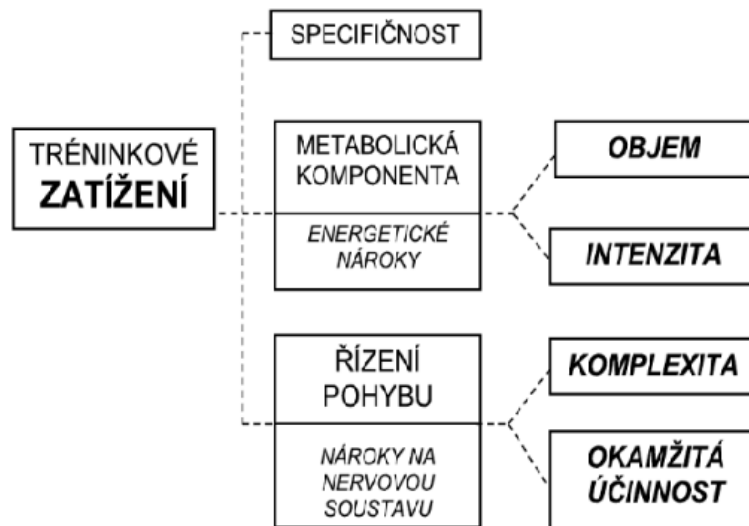 SPECIFIČNOST
TRÉNINKOVÉ
ZATÍŽENÍ
METABOLICKÁ
KOMPONENTA
ENERGETICKÉ
NÁROKY
OBJEM
INTENZITA
ŘÍZENÍ
POHYBU
NÁROKY NA
NERVOVOU
SOUSTAVU
KOMPLEXITA
OKAMŽITÁ
ÚČINNOST